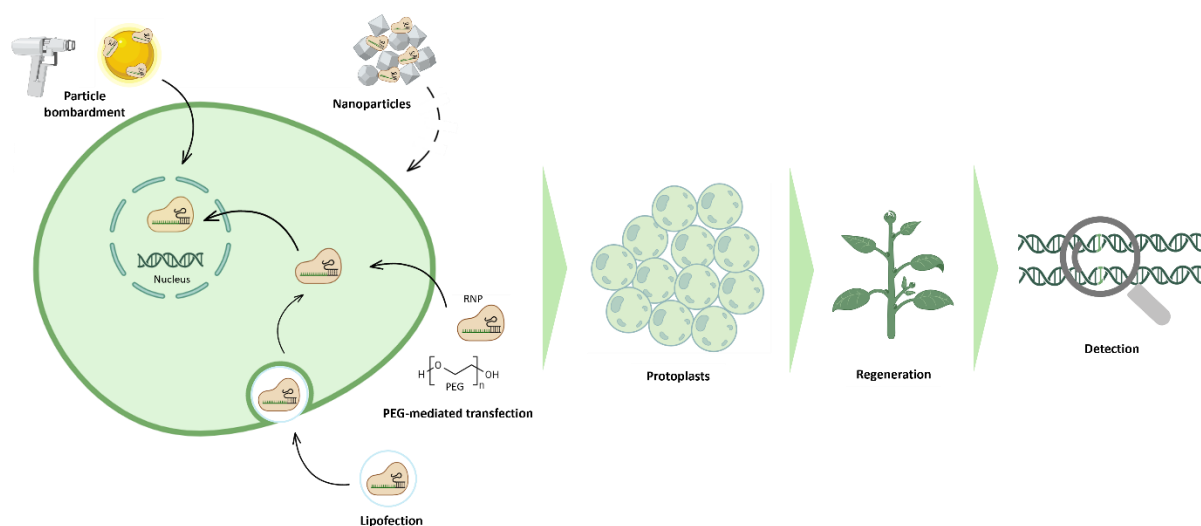 Particle
bombardment
Nanoparticles
Nucleus
RNP
H
O
OH
n
PEG
PEG-mediated transfection
Lipofection
Protoplasts
Regeneration
Detection